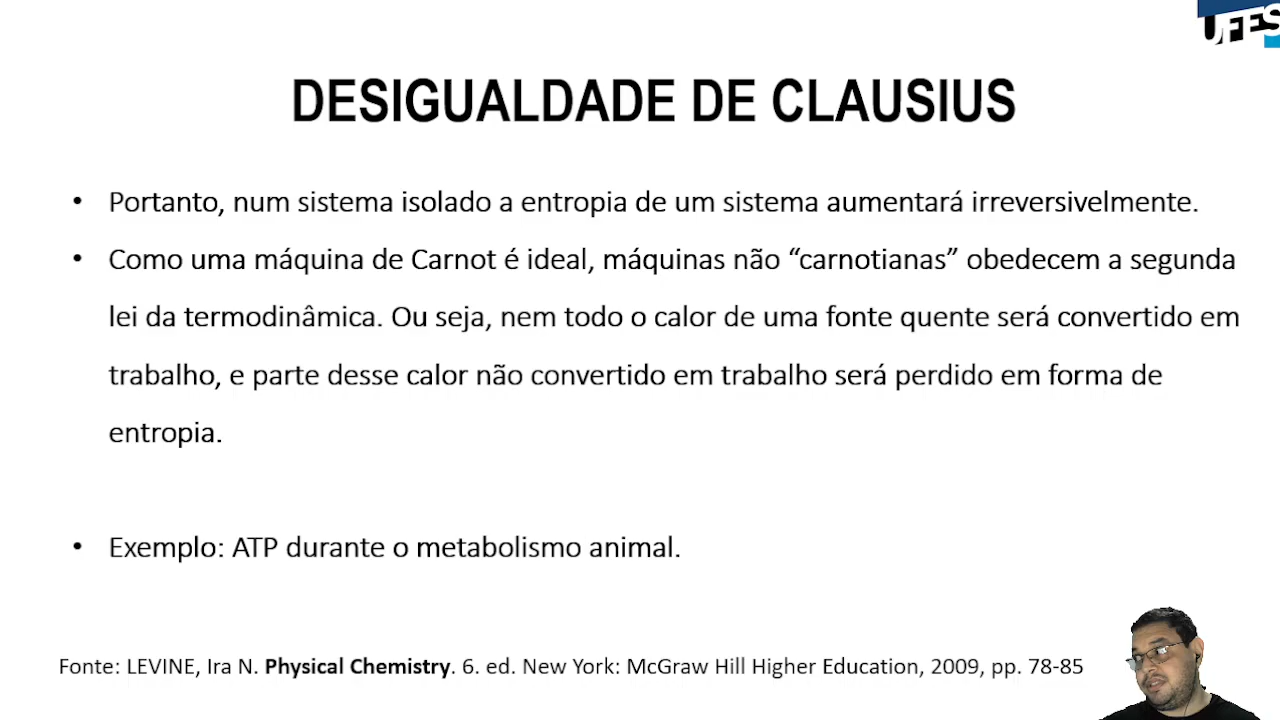 UFES
DESIGUALDADE DE CLAUSIUS
• Portanto, num sistema isolado a entropia de um sistema aumentará irreversivelmente.
• Como uma máquina de Carnot é ideal, máquinas não “carnotianas” obedecem a segunda
lei da termodinâmica. Ou seja, nem todo o calor de uma fonte quente será convertido em
trabalho, e parte desse calor não convertido em trabalho será perdido em forma de
entropia.
• Exemplo: ATP durante o metabolismo animal.
Fonte: LEVINE, Ira N. Physical Chemistry. 6. ed. New York: McGraw Hill Higher Education, 2009, pp. 78-85